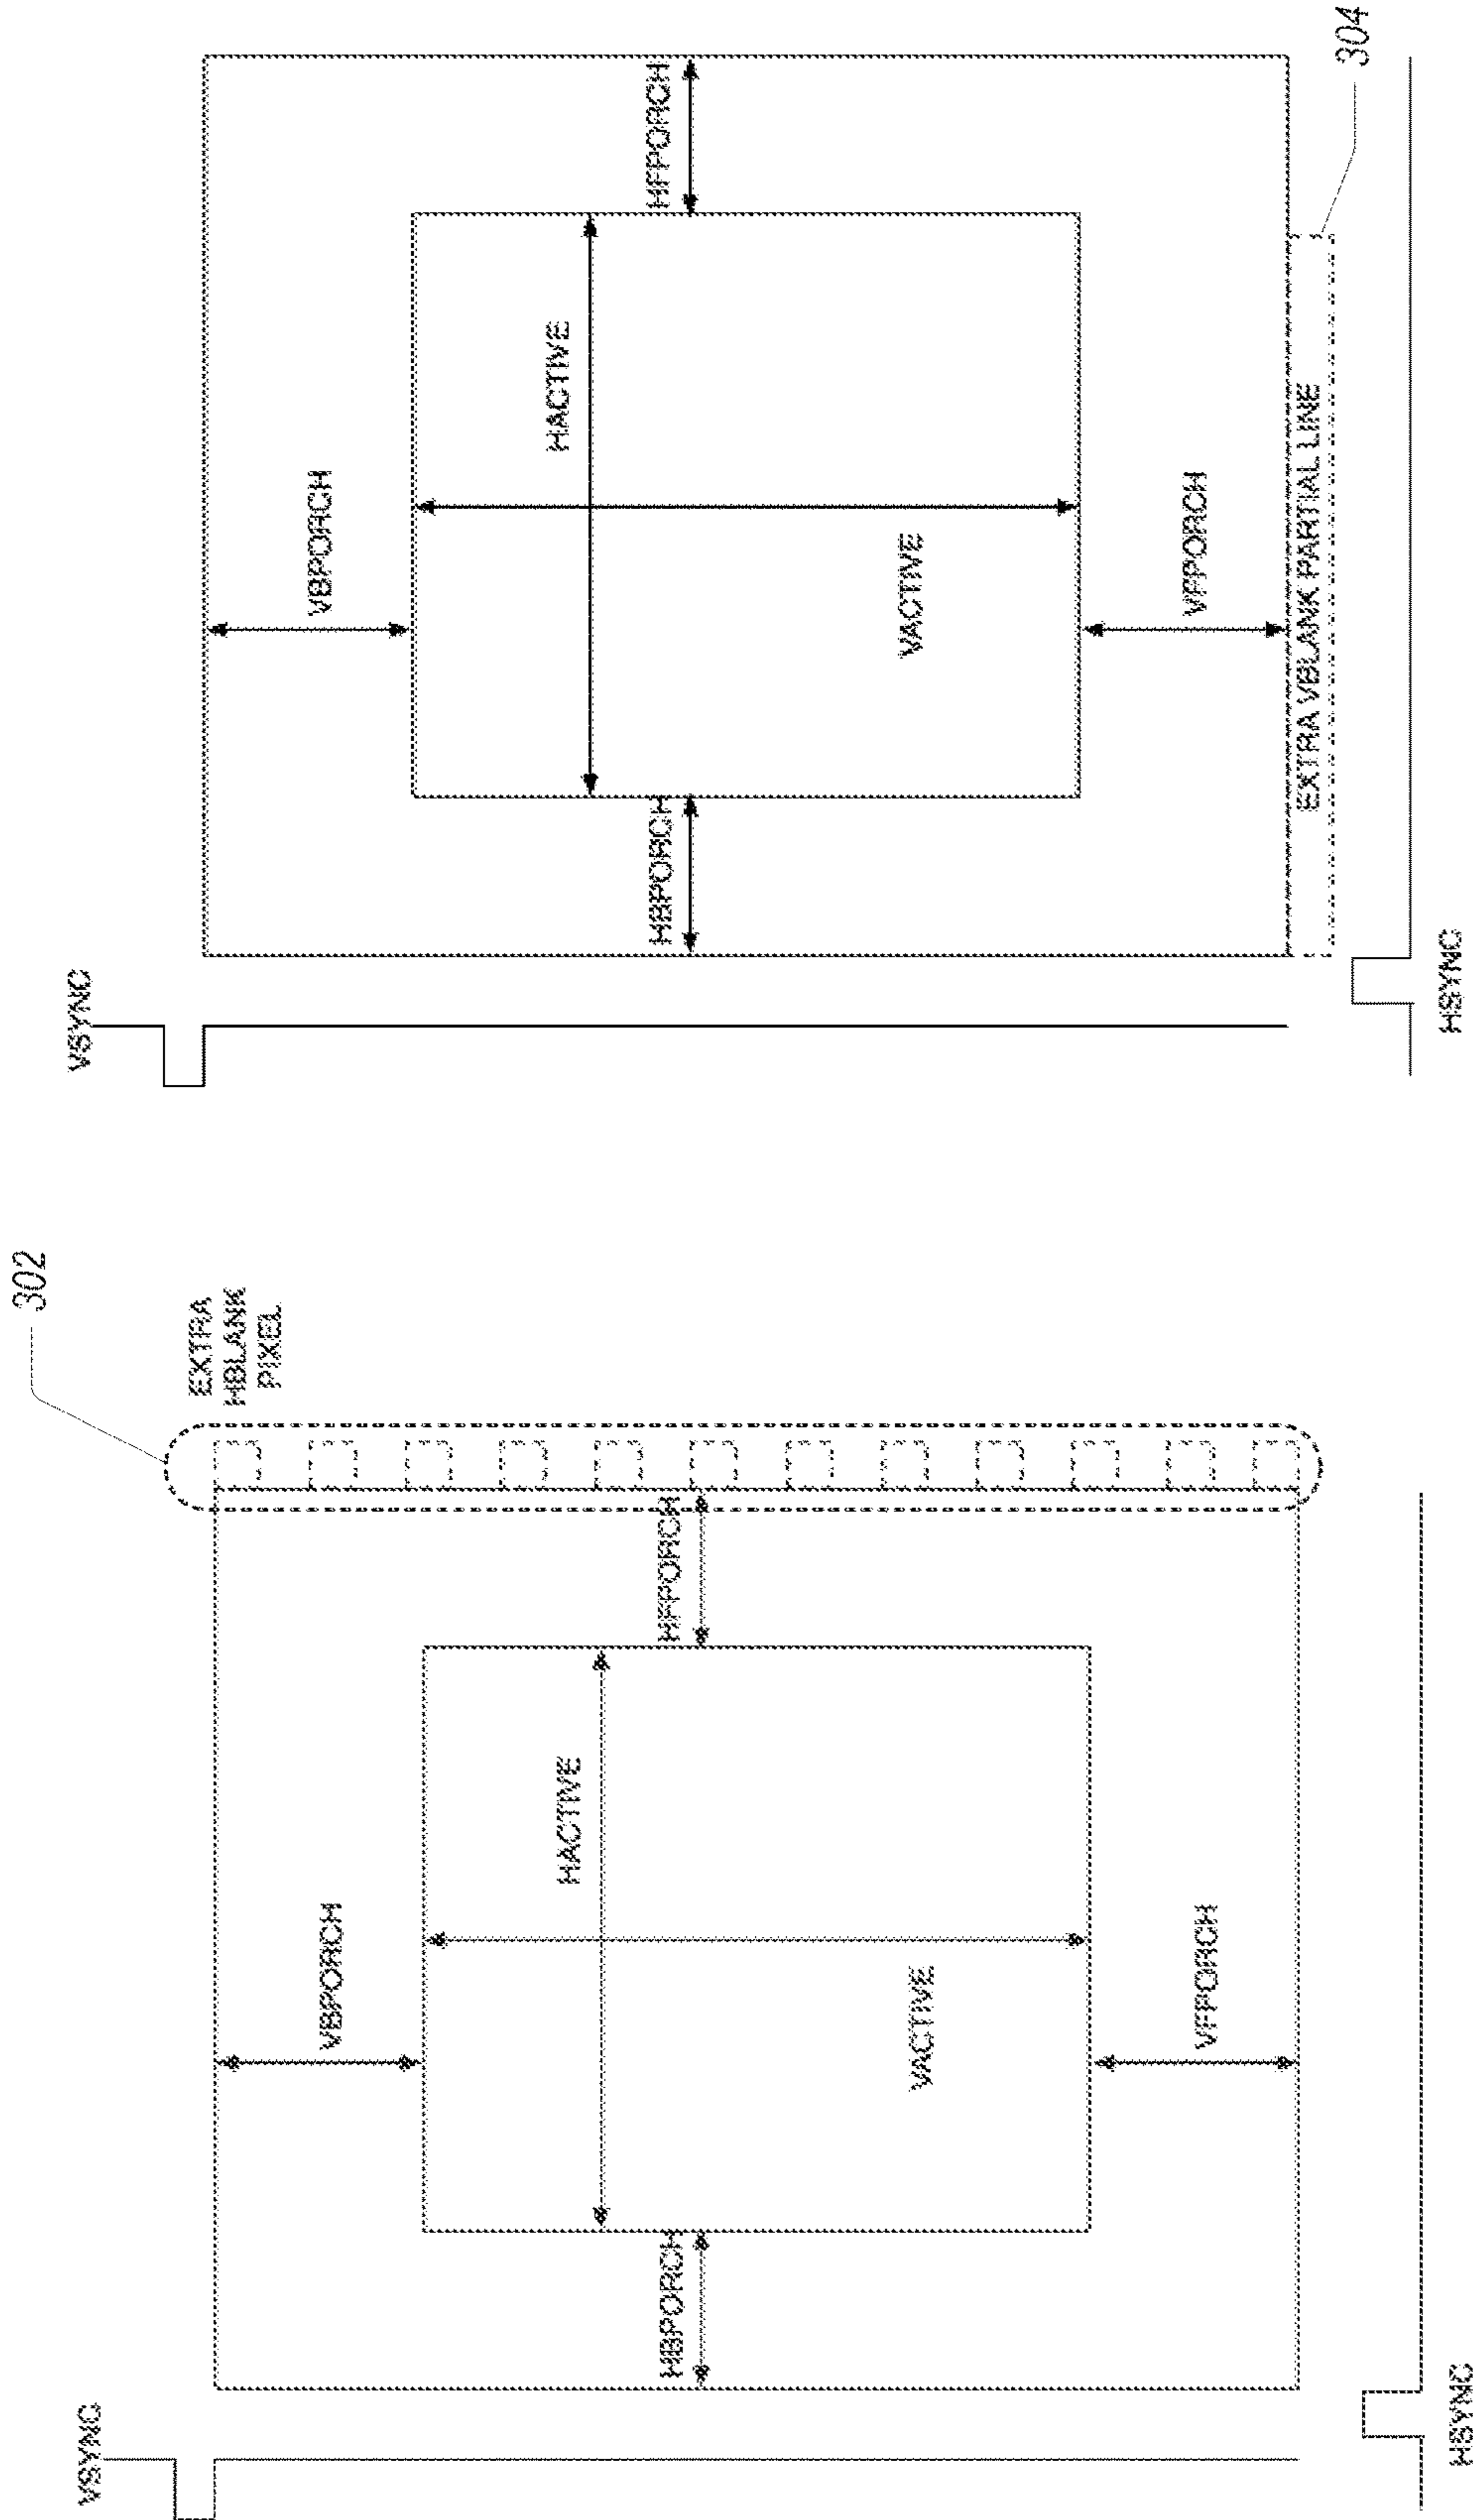 302
VSYNC
EXTRA
HBLANK
PIXEL
VBPORCH
HACTIVE
HBPORCH
HFPORCH
VACTIVE
VFPORCH
HSYNC
VSYNC
VBPORCH
HACTIVE
HBPORCH
HFPORCH
VACTIVE
VFPORCH
EXTRA VBLANK PARTIAL LINE
304
HSYNC